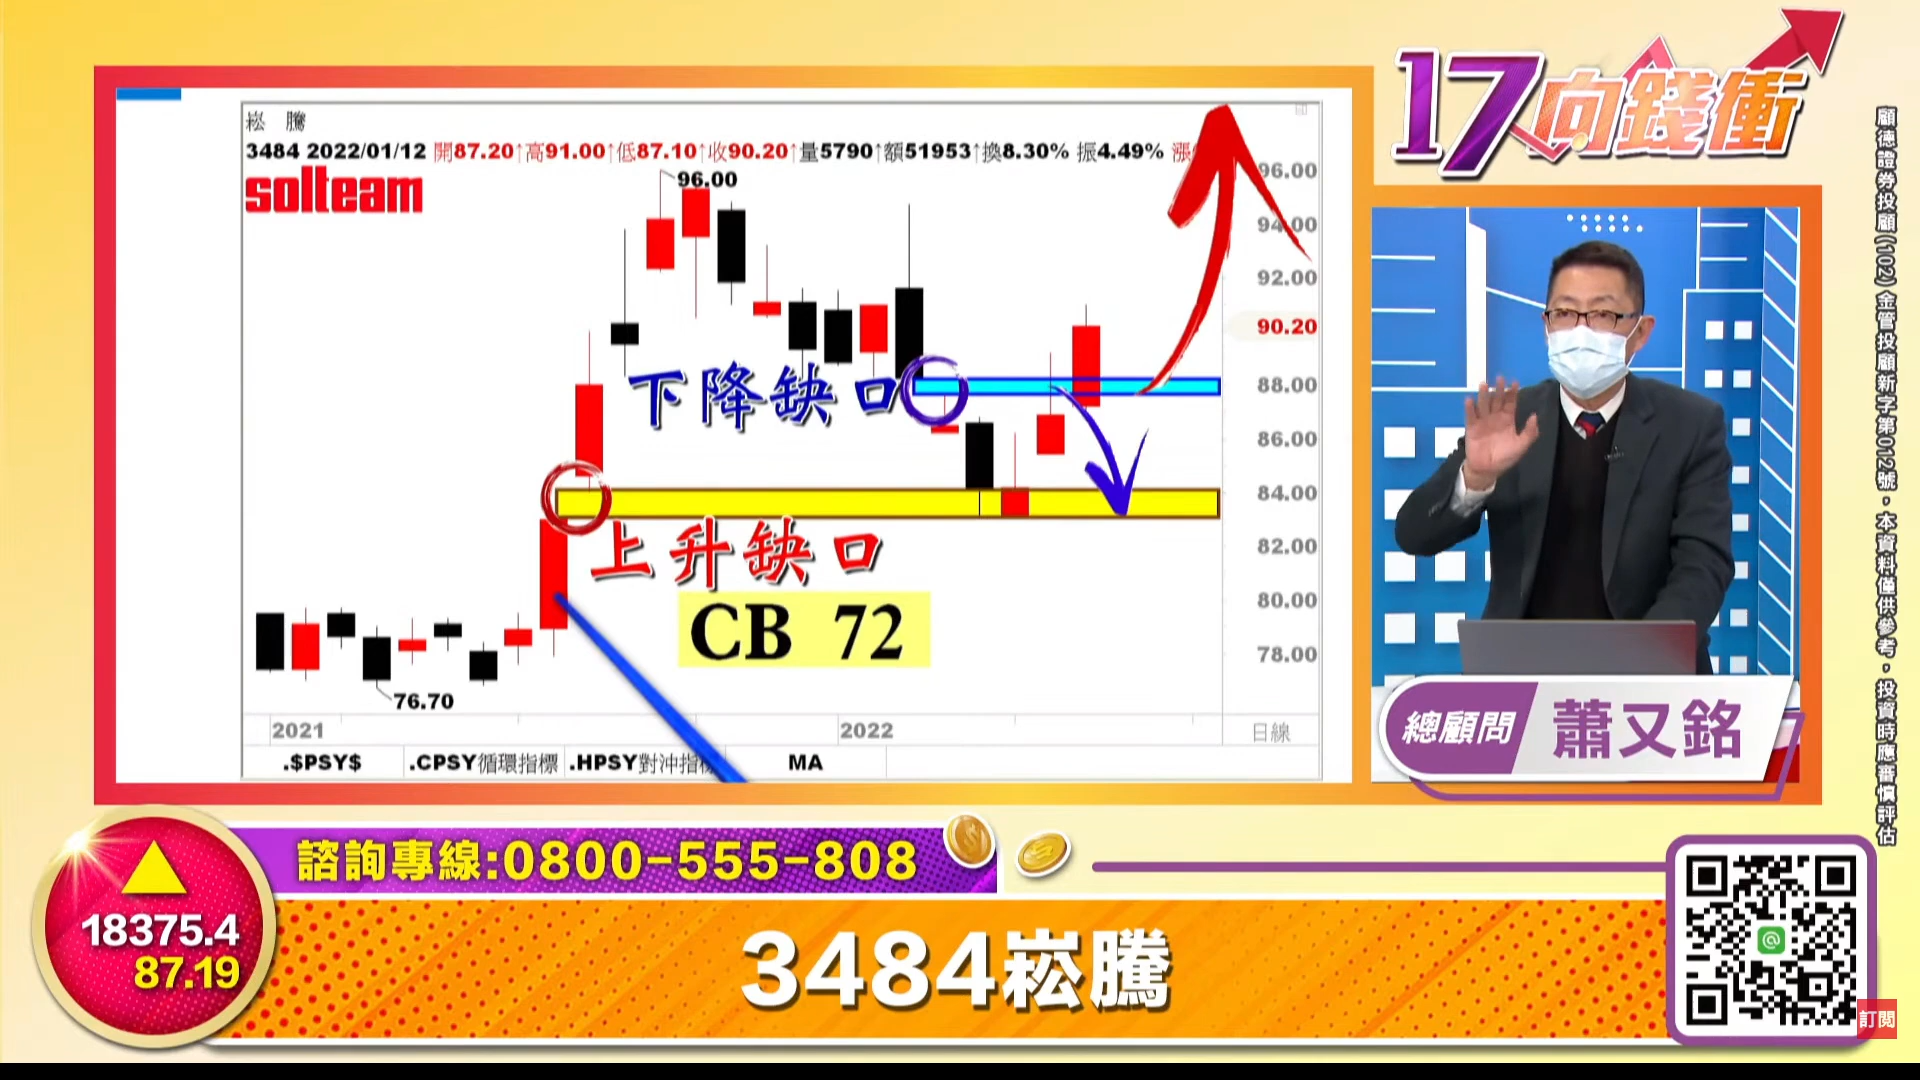 17向錢衝
崧 騰
3484 2022/01/12 開87.20↑高91.00↑低87.10↑收90.20↑量5790↑額51953↑換8.30% 振4.49% 漲
solteam
96.00
96.00
94.00
92.00
90.20
88.00
86.00
84.00
82.00
80.00
78.00
下降缺口
上升缺口
CB 72
76.70
2021
2022
日線
.$PSY$
.CPSY循環指標
.HPSY對沖指
MA
總顧問
蕭又銘
顧德證券投顧(102)金管投顧新字第012號，本資料僅供參考，投資時應審慎評估
諮詢專線:0800-555-808
18375.4
87.19
3484崧騰
訂閱